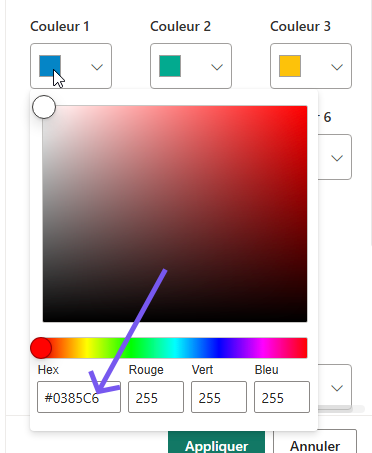 Couleur 1 Couleur 2 Couleur 3
6
Hex Rouge Vert Bleu
#0385C6 255 255 255
Appliquer Annuler